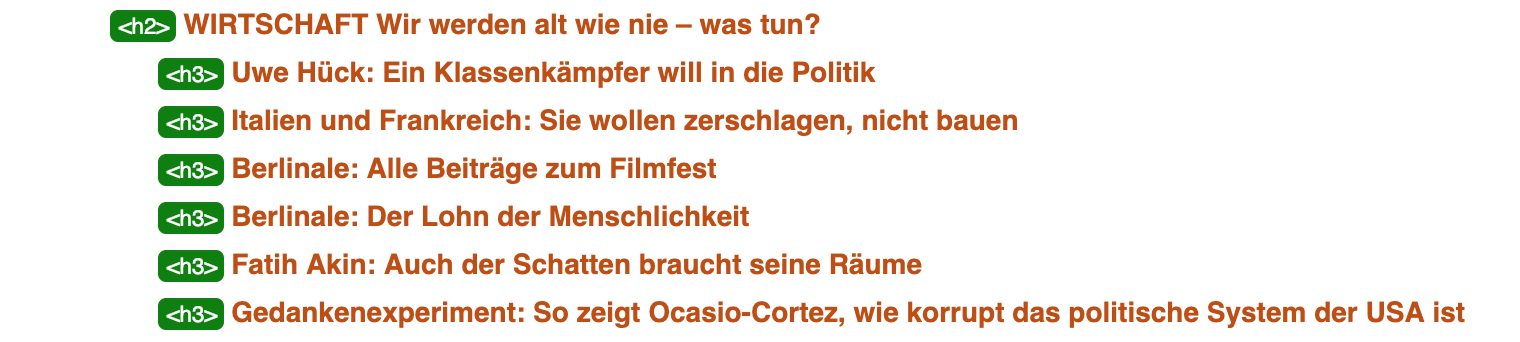 <h2> WIRTSCHAFT Wir werden alt wie nie – was tun?
<h3> Uwe Hück: Ein Klassenkämpfer will in die Politik
<h3> Italien und Frankreich: Sie wollen zerschlagen, nicht bauen
<h3> Berlinale: Alle Beiträge zum Filmfest
<h3> Berlinale: Der Lohn der Menschlichkeit
<h3> Fatih Akin: Auch der Schatten braucht seine Räume
<h3> Gedankenexperiment: So zeigt Ocasio-Cortez, wie korrupt das politische System der USA ist